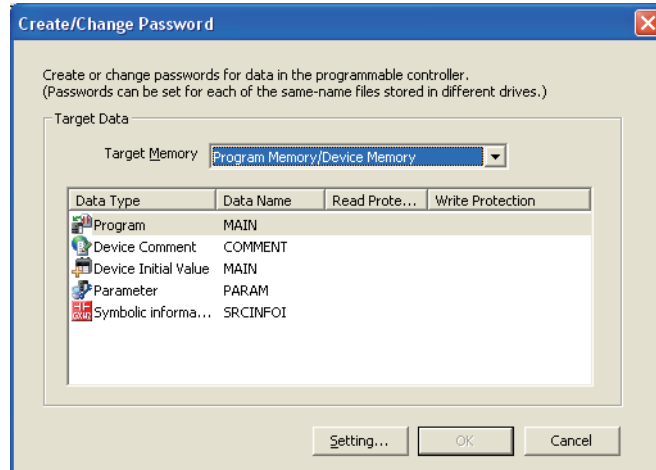 Create/Change Password
Create or change passwords for data in the programmable controller.
(Passwords can be set for each of the same-name files stored in different drives.)
Target Data
Target Memory Program Memory/Device Memory
Data Type Data Name Read Prote... Write Protection
Program MAIN
Device Comment COMMENT
Device Initial Value MAIN
Parameter PARAM
Symbolic informa... SRCINFOI
Setting... OK Cancel